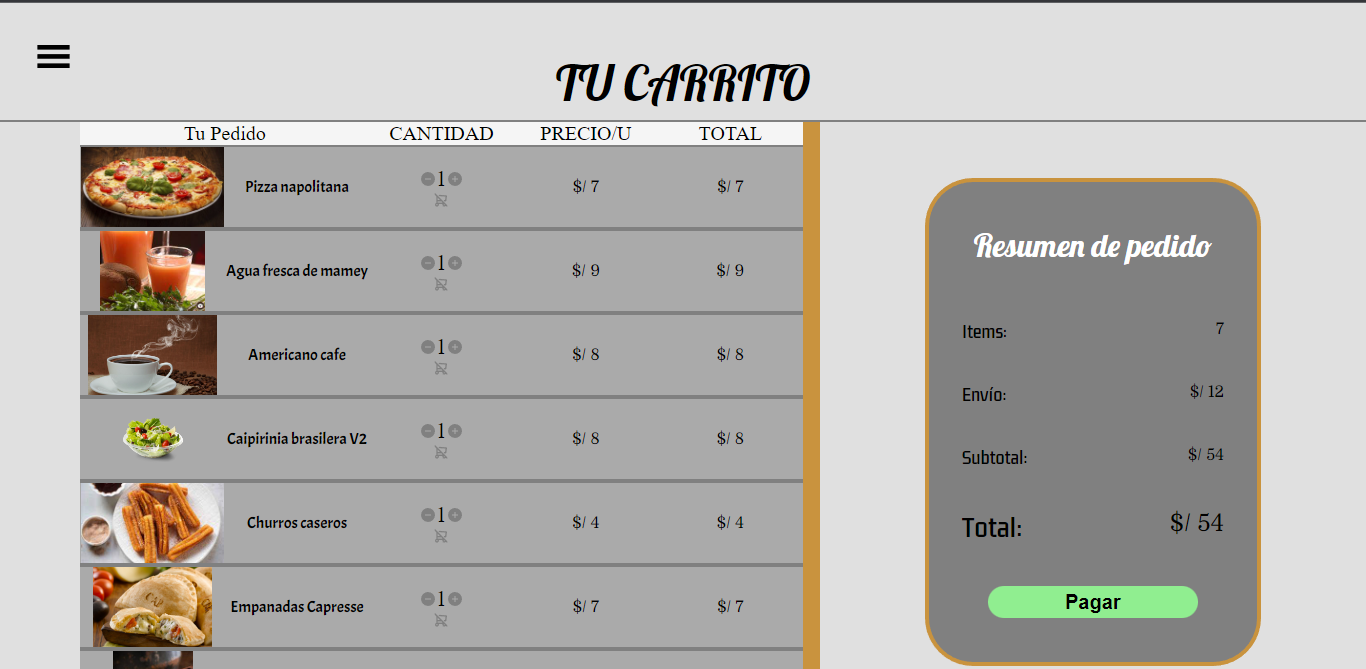 TU CARRITO
Tu Pedido CANTIDAD PRECIO/U TOTAL
Pizza napolitana 1 $/ 7 $/ 7
Agua fresca de mamey 1 $/ 9 $/ 9
Americano cafe 1 $/ 8 $/ 8
Caipirinia brasilera V2 1 $/ 8 $/ 8
Churros caseros 1 $/ 4 $/ 4
Empanadas Capresse 1 $/ 7 $/ 7
Resumen de pedido
Items: 7
Envío: $/ 12
Subtotal: $/ 54
Total: $/ 54
Pagar